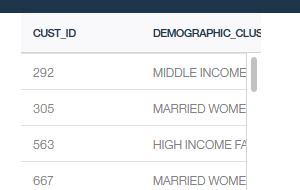 CUST_ID DEMOGRAPHIC_CLUS
292 MIDDLE INCOME
305 MARRIED WOME
563 HIGH INCOME FA
667 MARRIED WOME